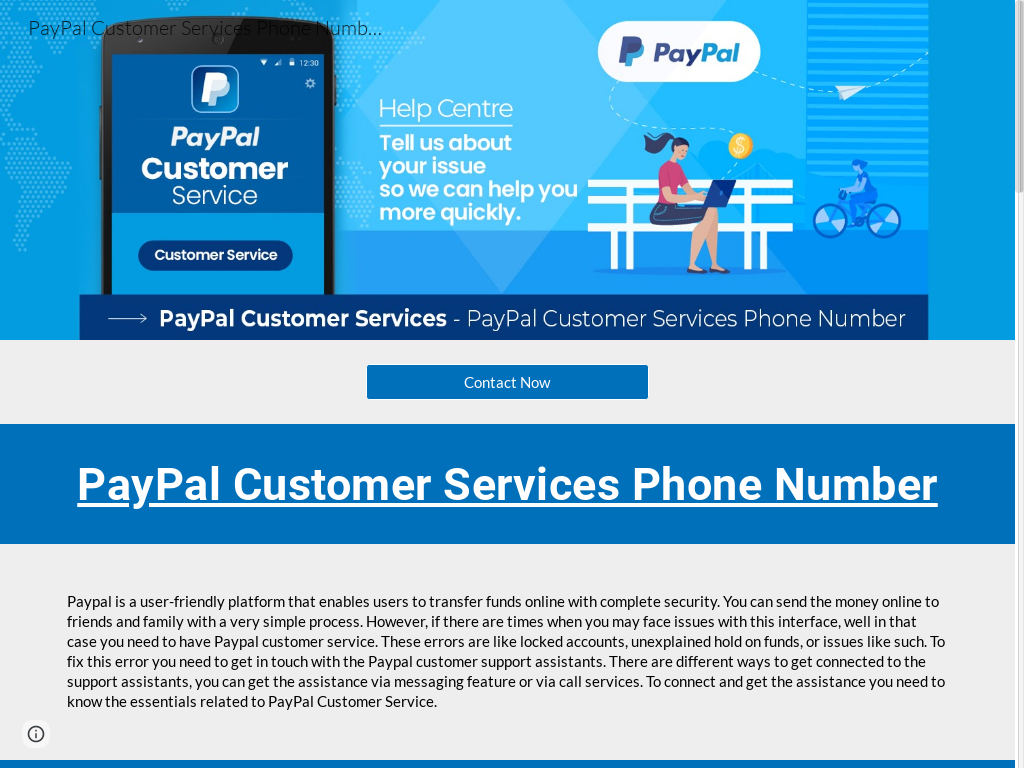 PayPal Customer Services Phone Numb...
12:30
PayPal
Customer
Service
Customer Service
PayPal
Help Centre
Tell us about
your issue
so we can help you
more quickly.
$
PayPal Customer Services - PayPal Customer Services Phone Number
Contact Now
PayPal Customer Services Phone Number
Paypal is a user-friendly platform that enables users to transfer funds online with complete security. You can send the money online to
friends and family with a very simple process. However, if there are times when you may face issues with this interface, well in that
case you need to have Paypal customer service. These errors are like locked accounts, unexplained hold on funds, or issues like such. To
fix this error you need to get in touch with the Paypal customer support assistants. There are different ways to get connected to the
support assistants, you can get the assistance via messaging feature or via call services. To connect and get the assistance you need to
know the essentials related to PayPal Customer Service.